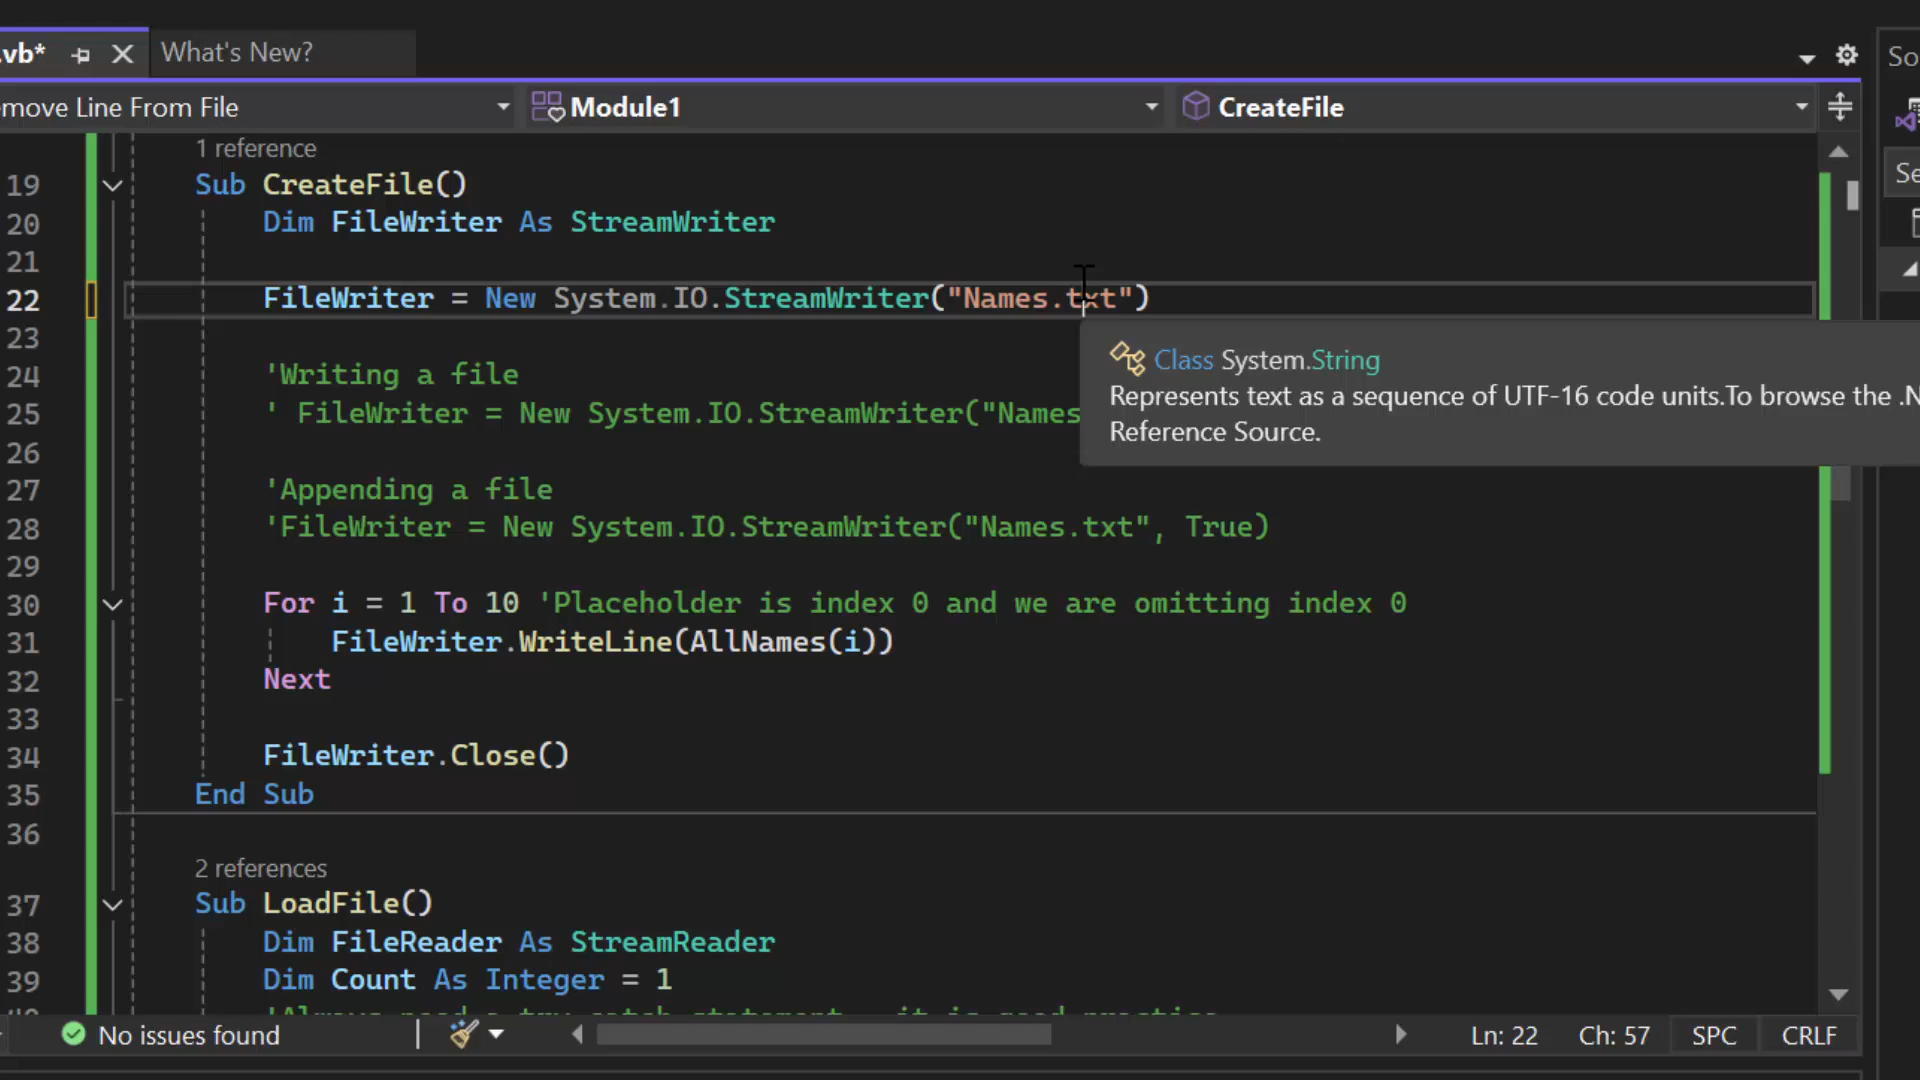 .vb*
What's New?
So
emove Line From File
Module1
CreateFile
Se
1 reference
19 Sub CreateFile()
20 Dim FileWriter As StreamWriter
21
22 FileWriter = New System.IO.StreamWriter("Names.txt")
23
Class System.String
Represents text as a sequence of UTF-16 code units.To browse the .N
Reference Source.
24 'Writing a file
25 ' FileWriter = New System.IO.StreamWriter("Names
26
27 'Appending a file
28 'FileWriter = New System.IO.StreamWriter("Names.txt", True)
29
30 For i = 1 To 10 'Placeholder is index 0 and we are omitting index 0
31 FileWriter.WriteLine(AllNames(i))
32 Next
33
34 FileWriter.Close()
35 End Sub
36
2 references
37 Sub LoadFile()
38 Dim FileReader As StreamReader
39 Dim Count As Integer = 1
No issues found
Ln: 22
Ch: 57
SPC
CRLF